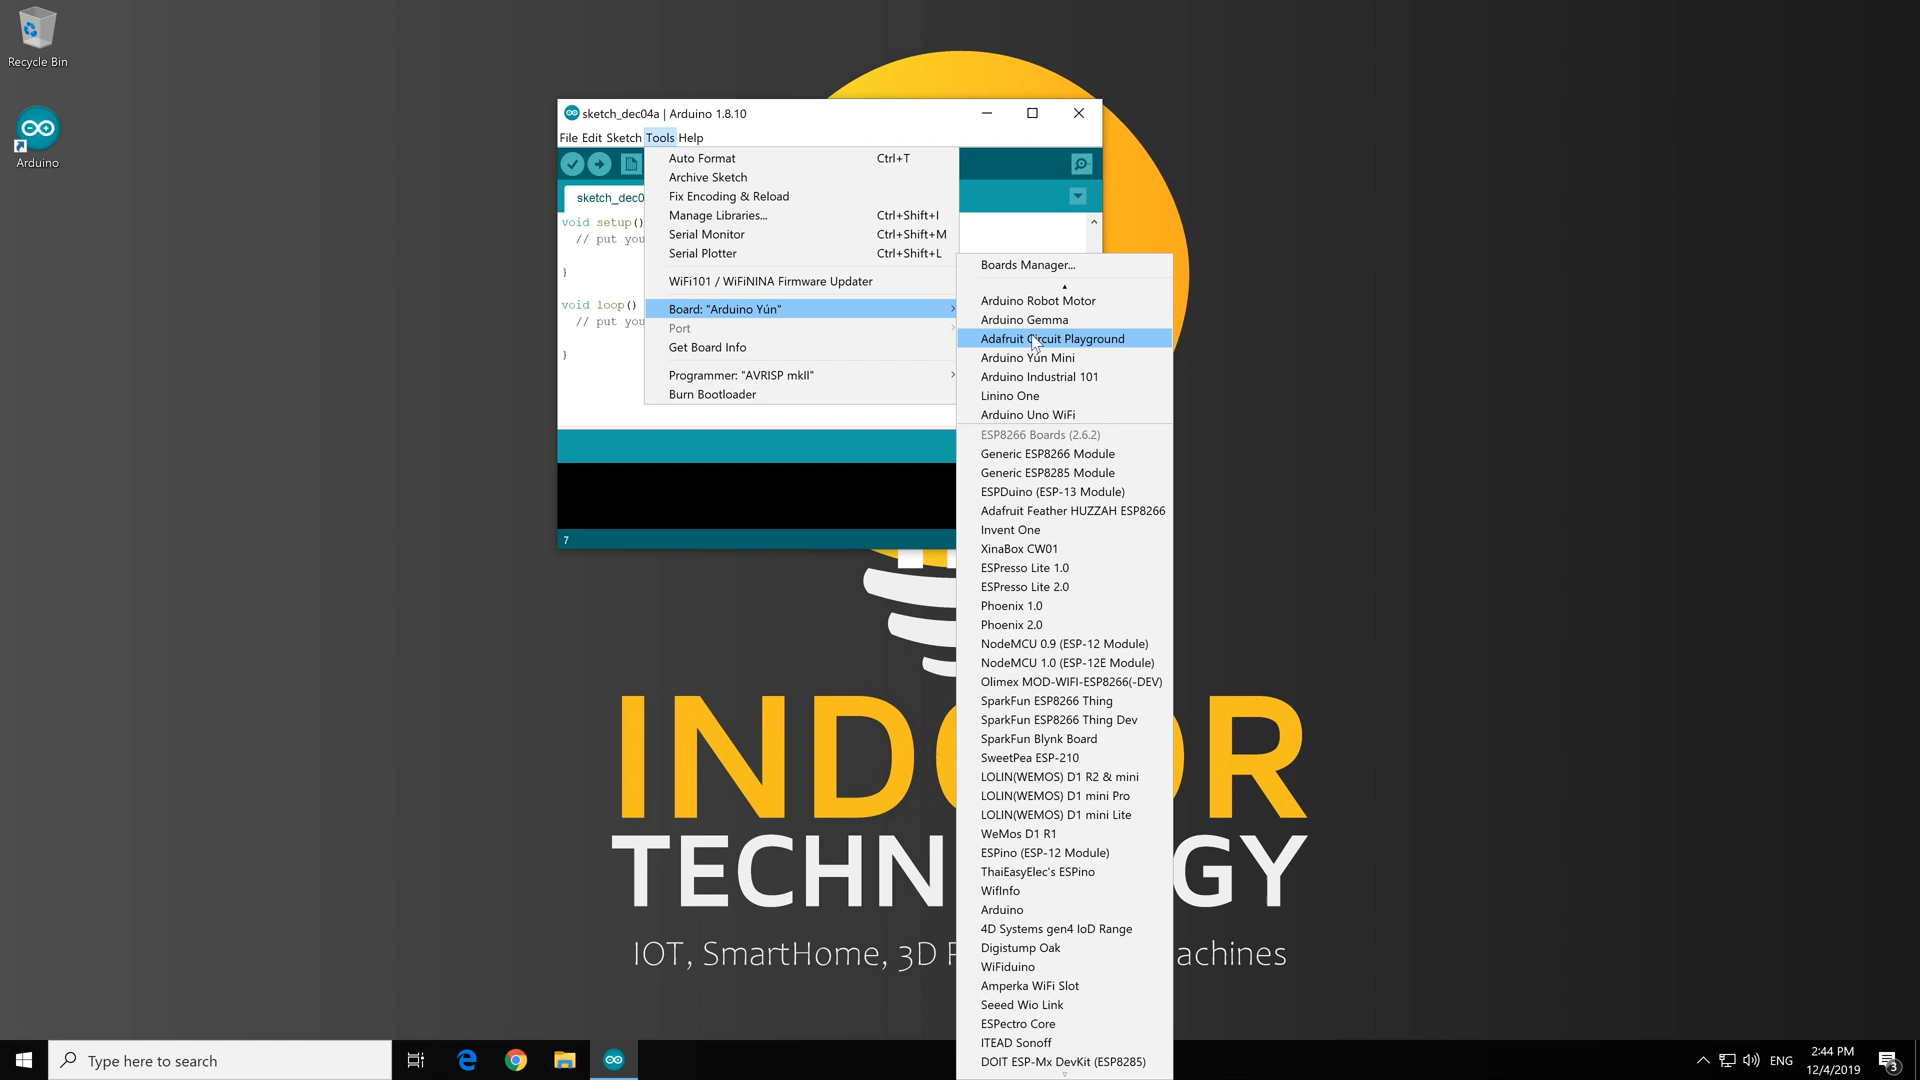 Recycle Bin
Arduino
sketch_dec04a | Arduino 1.8.10
File Edit Sketch Tools Help
sketch_dec0
void setup()
// put you
}
void loop()
// put you
}
7
Auto Format Ctrl+T
Archive Sketch
Fix Encoding & Reload
Manage Libraries... Ctrl+Shift+I
Serial Monitor Ctrl+Shift+M
Serial Plotter Ctrl+Shift+L
WiFi101 / WiFiNINA Firmware Updater
Board: "Arduino Yún"
Port
Get Board Info
Programmer: "AVRISP mkII"
Burn Bootloader
Boards Manager...
Arduino Robot Motor
Arduino Gemma
Adafruit Circuit Playground
Arduino Yún Mini
Arduino Industrial 101
Linino One
Arduino Uno WiFi
ESP8266 Boards (2.6.2)
Generic ESP8266 Module
Generic ESP8285 Module
ESPDuino (ESP-13 Module)
Adafruit Feather HUZZAH ESP8266
Invent One
XinaBox CW01
ESPresso Lite 1.0
ESPresso Lite 2.0
Phoenix 1.0
Phoenix 2.0
NodeMCU 0.9 (ESP-12 Module)
NodeMCU 1.0 (ESP-12E Module)
Olimex MOD-WIFI-ESP8266(-DEV)
SparkFun ESP8266 Thing
SparkFun ESP8266 Thing Dev
SparkFun Blynk Board
SweetPea ESP-210
LOLIN(WEMOS) D1 R2 & mini
LOLIN(WEMOS) D1 mini Pro
LOLIN(WEMOS) D1 mini Lite
WeMos D1 R1
ESPino (ESP-12 Module)
ThaiEasyElec's ESPino
WifInfo
Arduino
4D Systems gen4 IoD Range
Digistump Oak
WiFiduino
Amperka WiFi Slot
Seeed Wio Link
ESPectro Core
ITEAD Sonoff
DOIT ESP-Mx DevKit (ESP8285)
INDO R
TECHN GY
IOT, SmartHome, 3D P achines
Type here to search
ENG
2:44 PM
12/4/2019
3